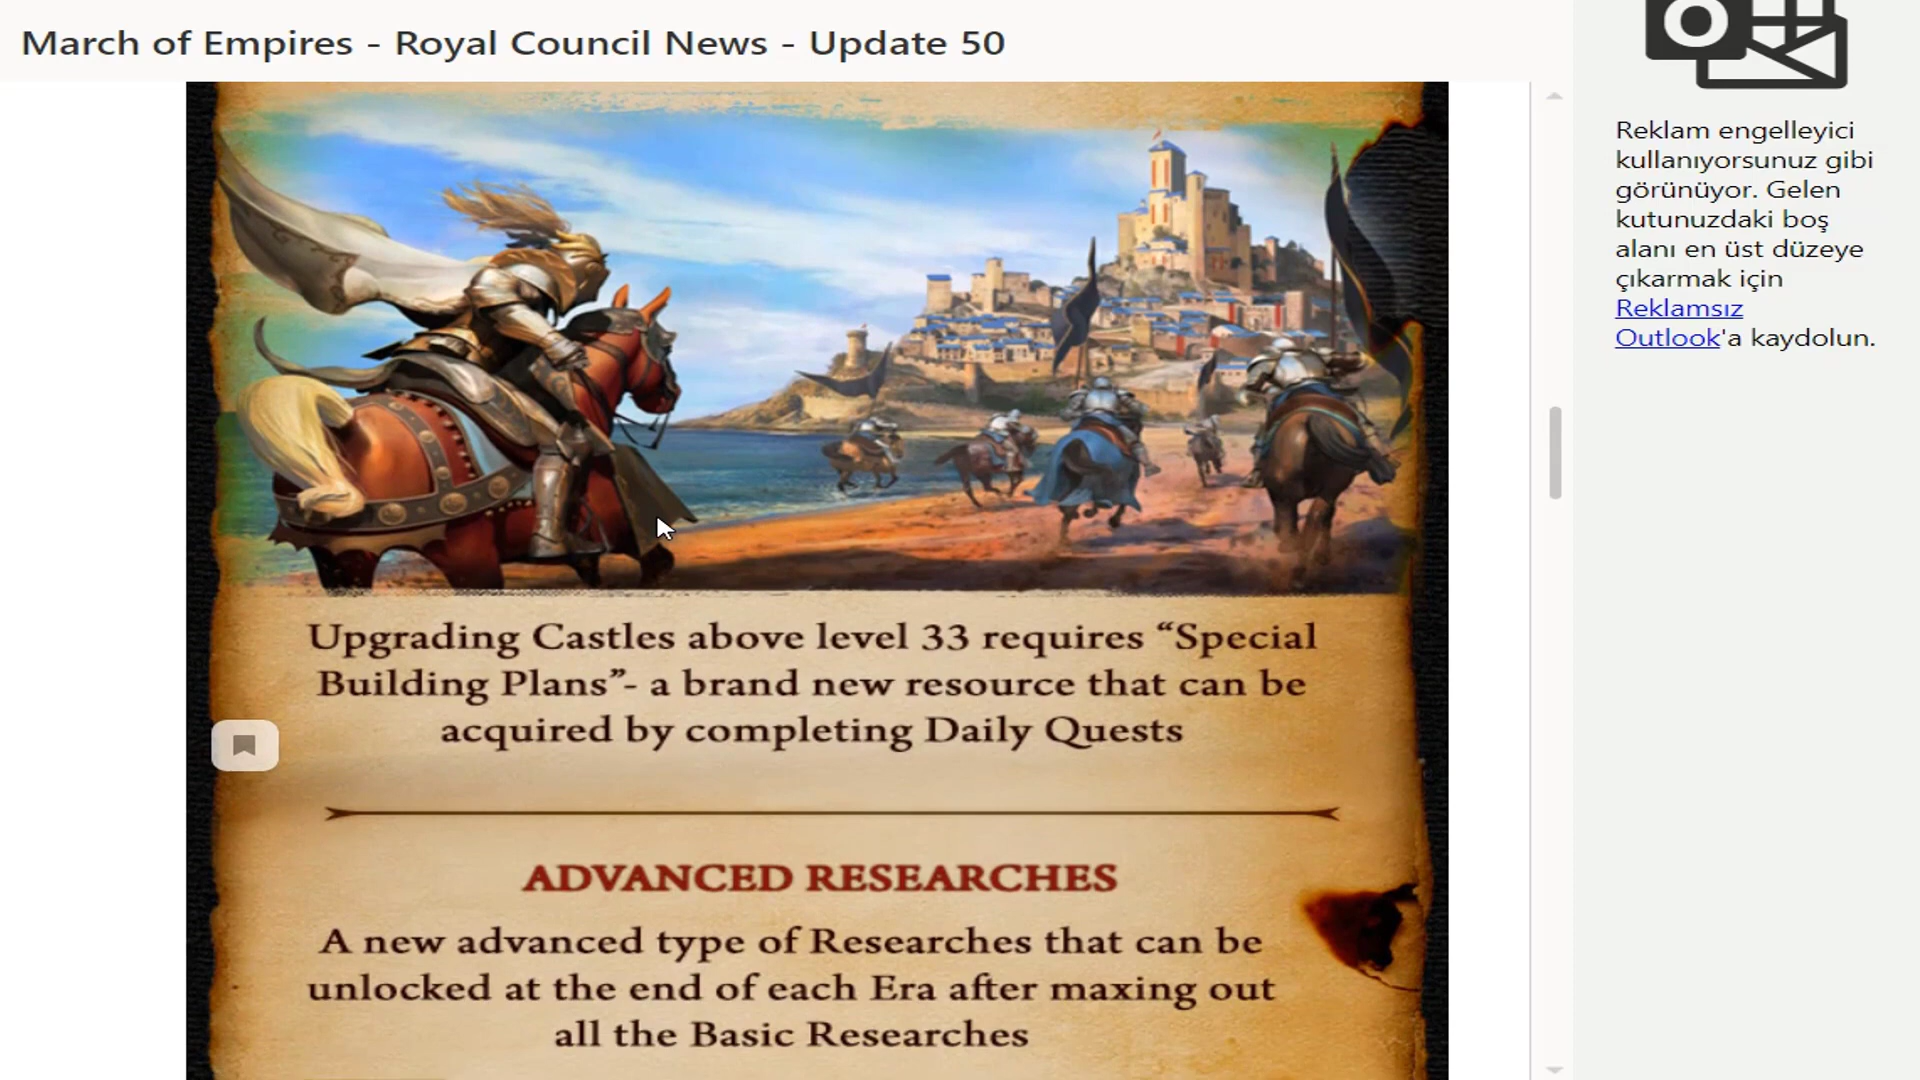 March of Empires - Royal Council News - Update 50
Reklam engelleyici
kullanıyorsunuz gibi
görünüyor. Gelen
kutunuzdaki boş
alanı en üst düzeye
çıkarmak için
Reklamsız
Outlook'a kaydolun.
Upgrading Castles above level 33 requires “Special
Building Plans”- a brand new resource that can be
acquired by completing Daily Quests
ADVANCED RESEARCHES
A new advanced type of Researches that can be
unlocked at the end of each Era after maxing out
all the Basic Researches